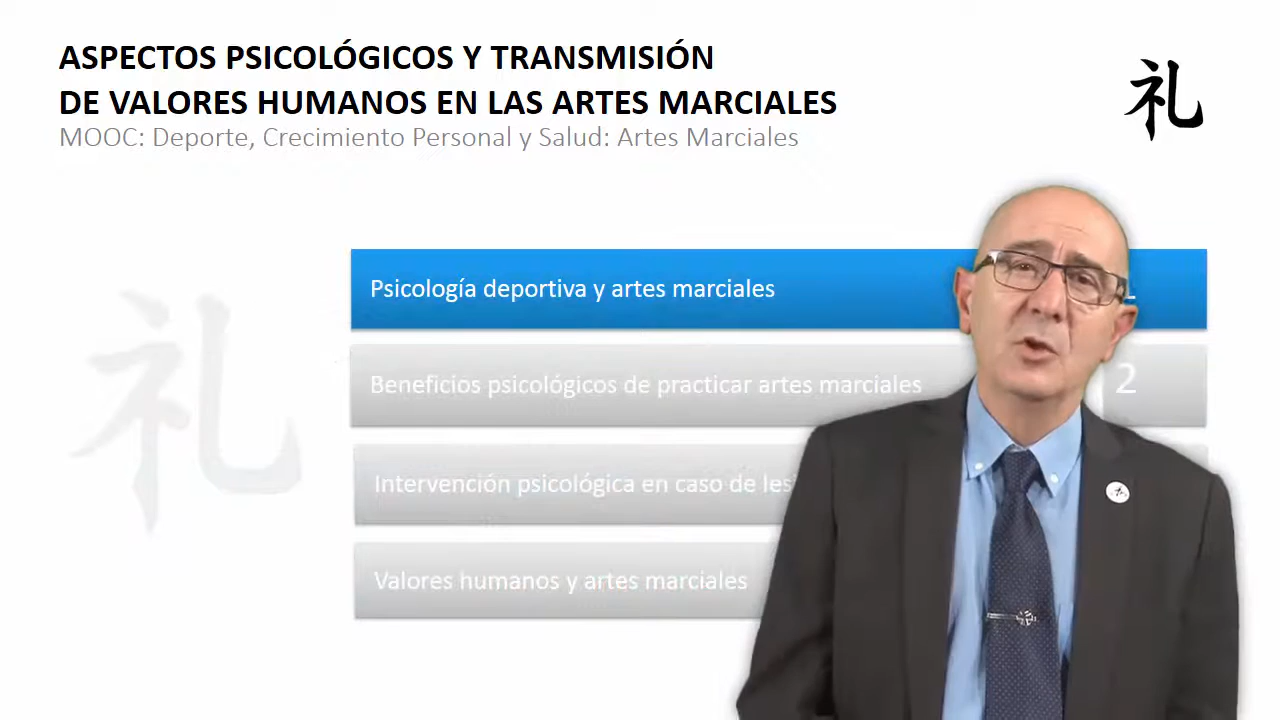 ASPECTOS PSICOLÓGICOS Y TRANSMISIÓN
DE VALORES HUMANOS EN LAS ARTES MARCIALES
MOOC: Deporte, Crecimiento Personal y Salud: Artes Marciales
礼
Psicología deportiva y artes marciales
Beneficios psicológicos de practicar artes marciales
2
礼
Intervención psicológica en caso de
Valores humanos y artes marciales